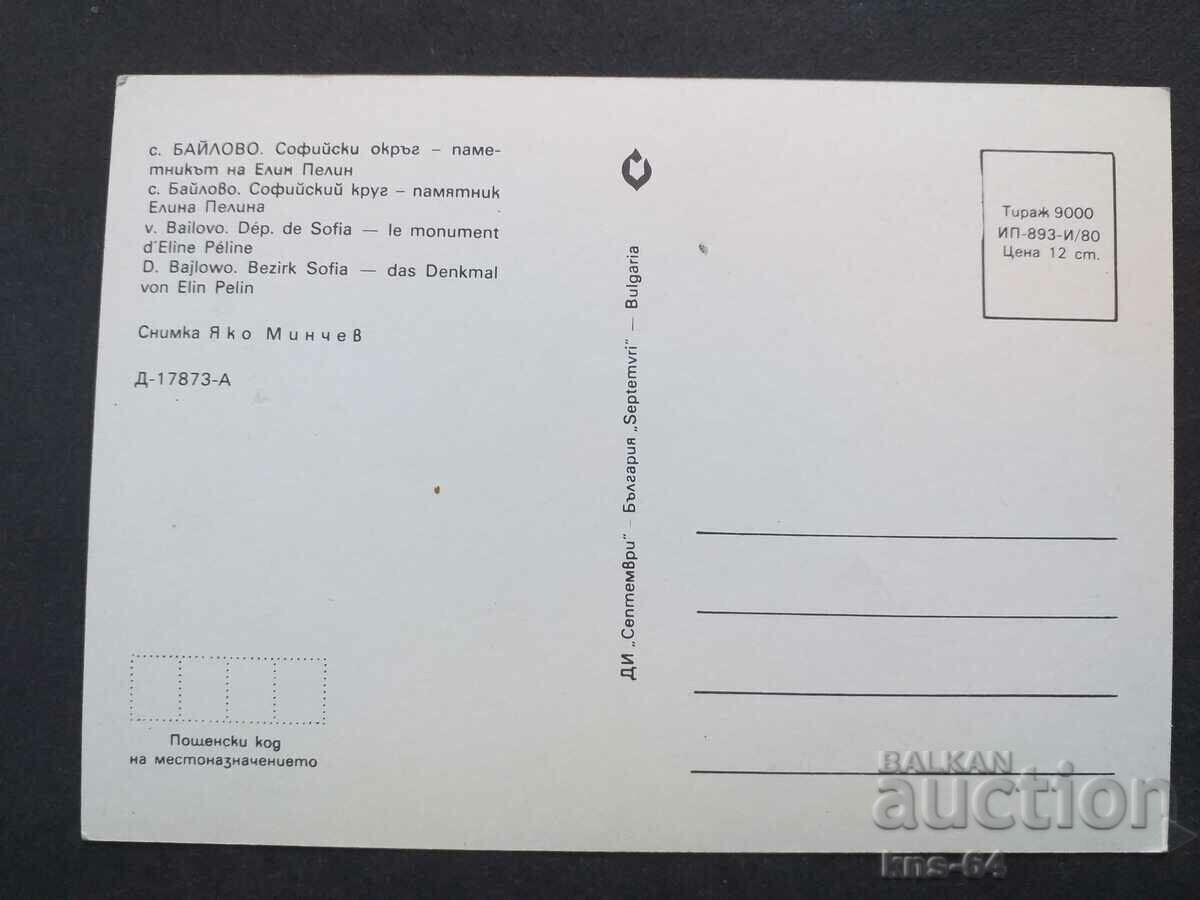 с. БАЙЛОВО. Софийски окръг – паме-
тникът на Елин Пелин
с. Байлово. Софийский круг – памятник
Елина Пелина
v. Bailovo. Dép. de Sofia — le monument
d'Eline Péline
D. Bajlowo. Bezirk Sofia — das Denkmal
von Elin Pelin
Снимка Яко Минчев
Д-17873-А
Пощенски код
на местоназначението
ДИ „Септември" – България „Septemvri" — Bulgaria
Тираж 9000
ИП-893-И/80
Цена 12 ст.
BALKAN
auction
kns-64